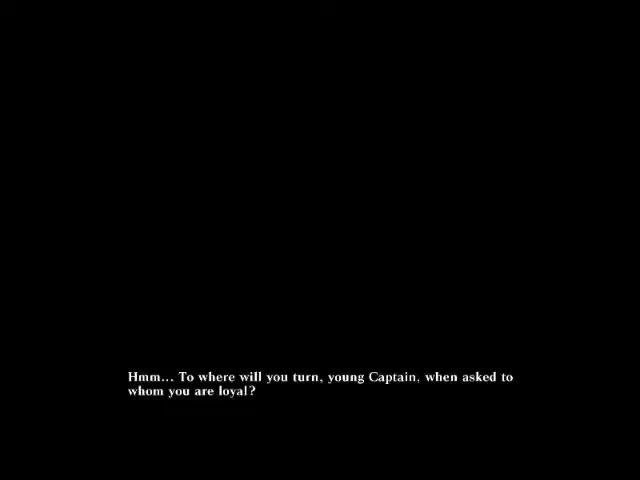 Hmm... To where will you turn, young Captain, when asked to
whom you are loyal?